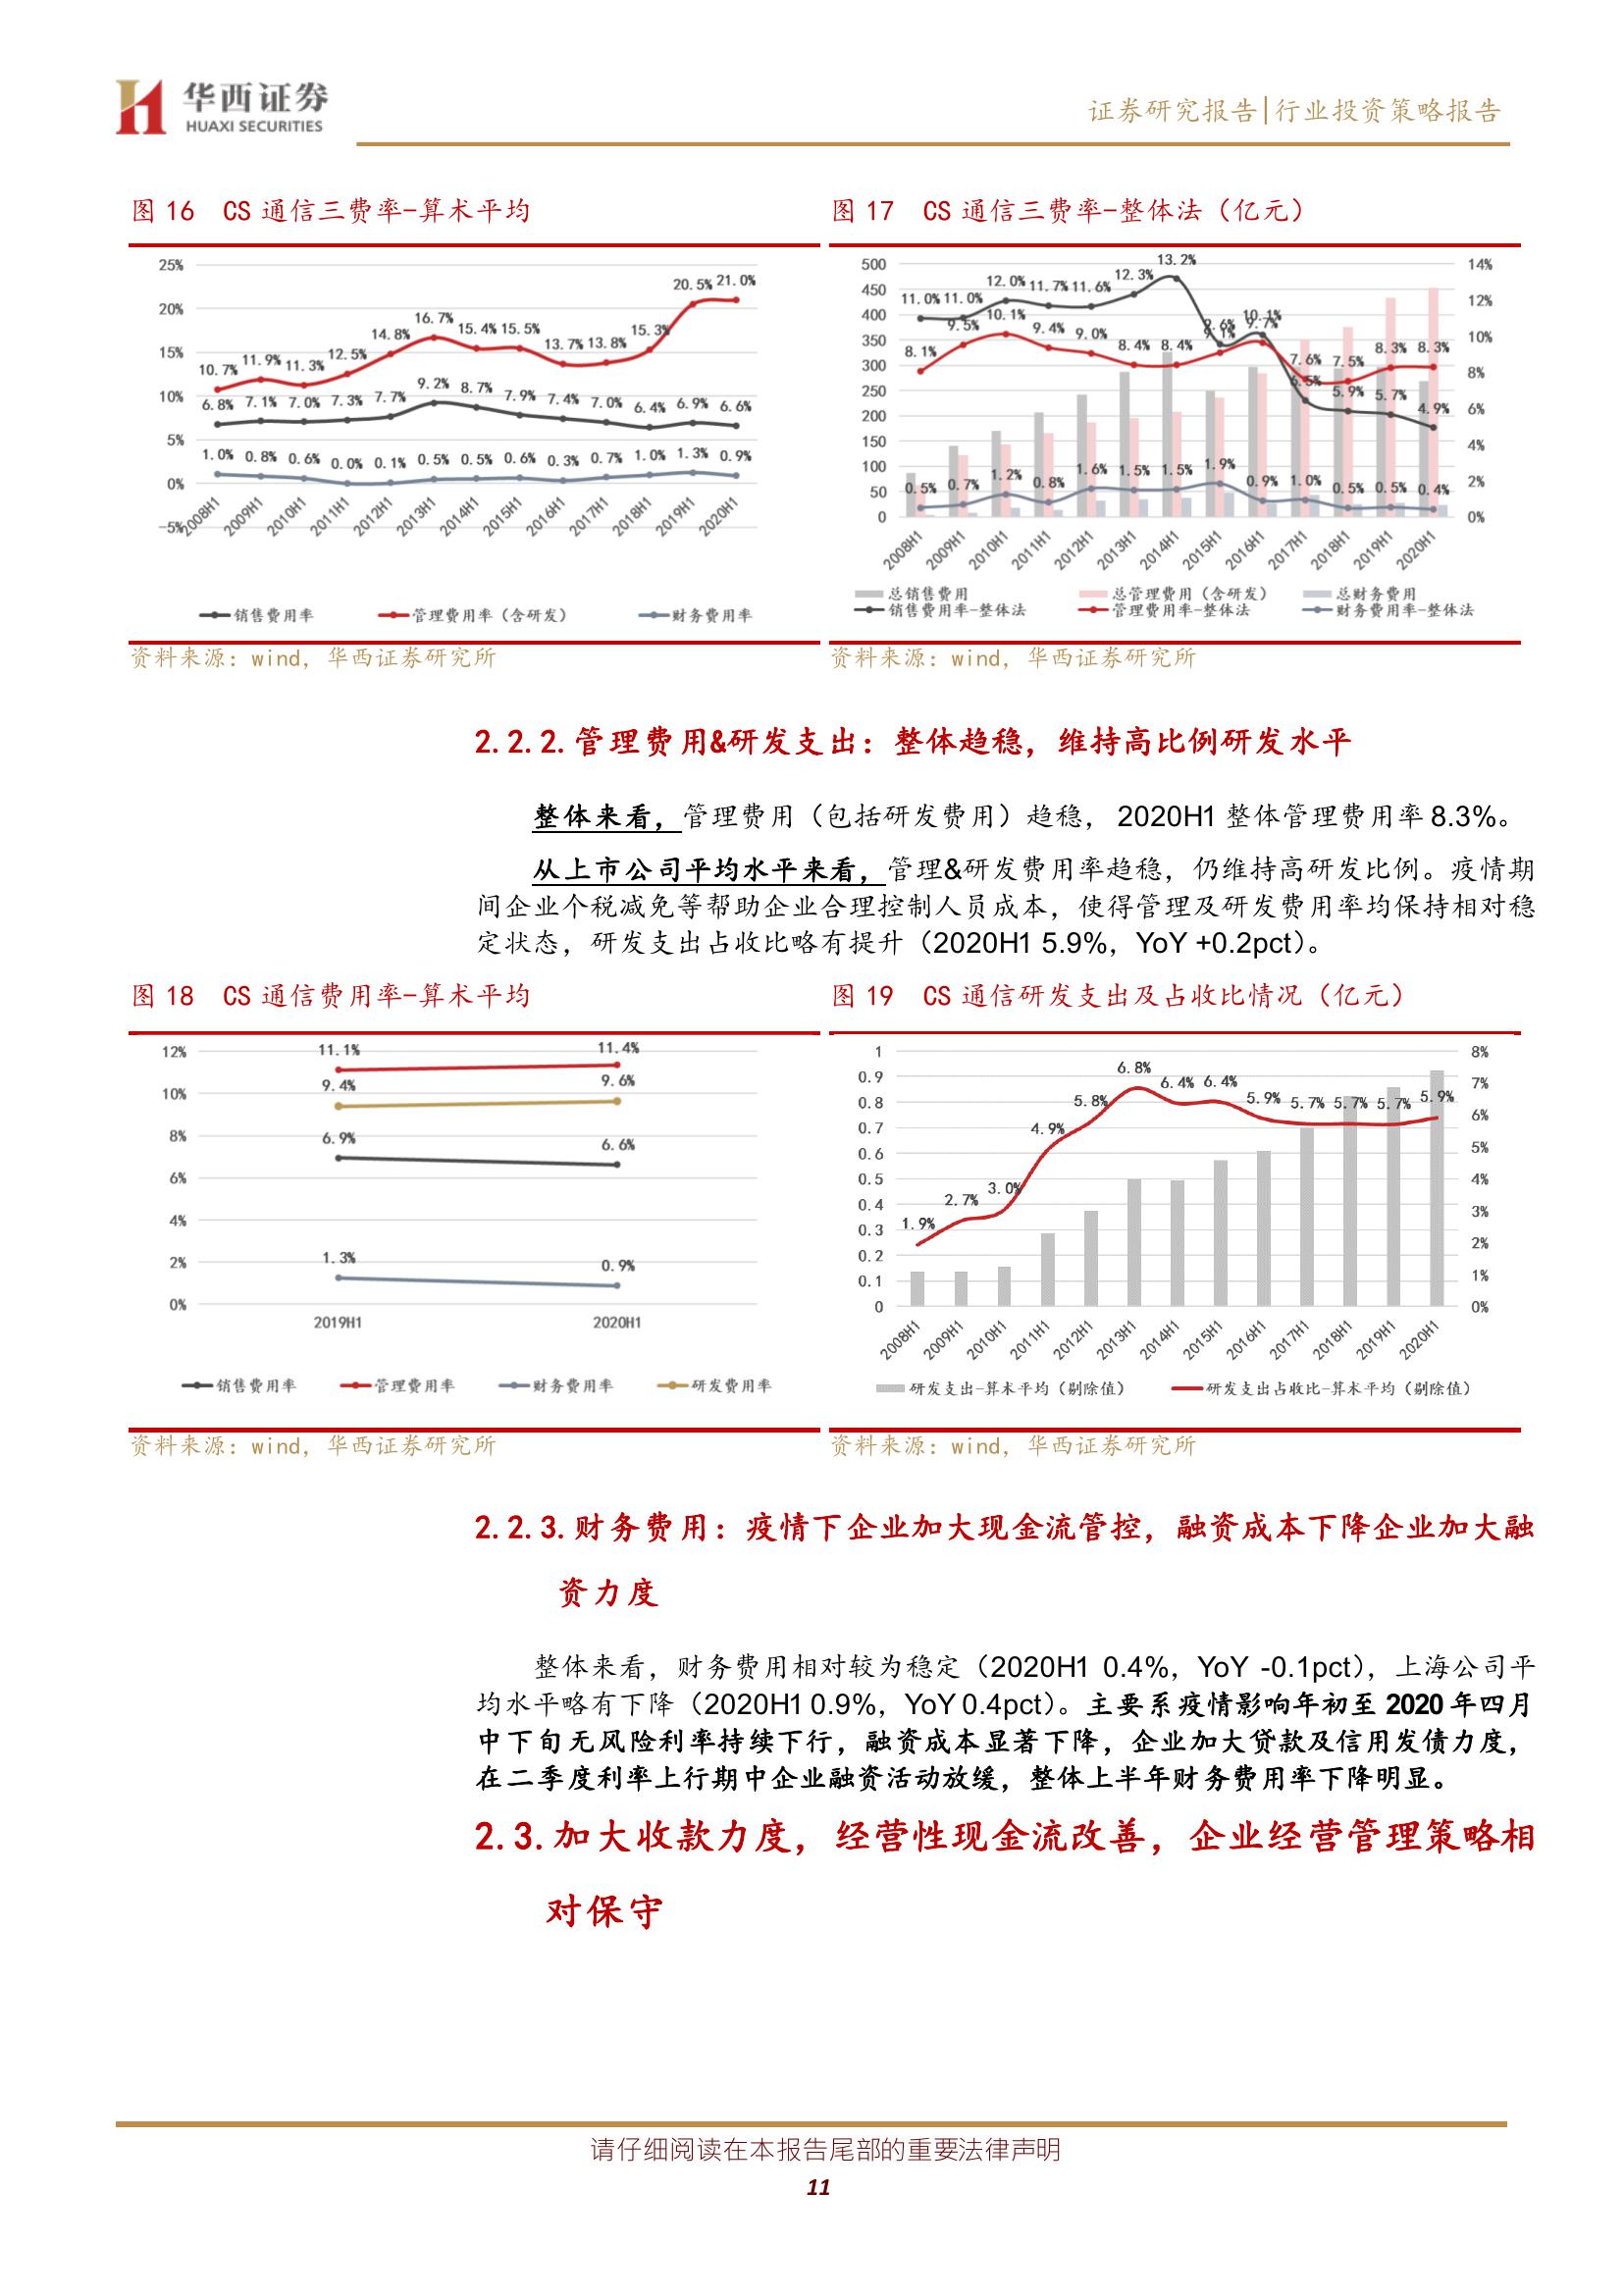 华西证券
HUAXI SECURITIES
证券研究报告|行业投资策略报告
图 16 CS 通信三费率-算术平均
25%
20%
15%
10%
5%
0%
-5%
10.7% 11.9% 11.3% 12.5% 14.8% 16.7% 15.4% 15.5% 13.7% 13.8% 15.3% 20.5% 21.0%
6.8% 7.1% 7.0% 7.3% 7.7% 9.2% 8.7% 7.9% 7.4% 7.0% 6.4% 6.9% 6.6%
1.0% 0.8% 0.6% 0.0% 0.1% 0.5% 0.5% 0.6% 0.3% 0.7% 1.0% 1.3% 0.9%
2008H1 2009H1 2010H1 2011H1 2012H1 2013H1 2014H1 2015H1 2016H1 2017H1 2018H1 2019H1 2020H1
销售费用率 管理费用率（含研发） 财务费用率
资料来源：wind，华西证券研究所
图 17 CS 通信三费率-整体法（亿元）
500
450
400
350
300
250
200
150
100
50
0
14%
12%
10%
8%
6%
4%
2%
0%
11.0% 11.0% 12.0% 11.7% 11.6% 12.3% 13.2% 9.6% 10.1% 6.5% 5.9% 5.7% 4.9%
8.1% 9.5% 10.1% 9.4% 9.0% 8.4% 8.4% 9.1% 9.7% 7.6% 7.5% 8.3% 8.3%
0.5% 0.7% 1.2% 0.8% 1.6% 1.5% 1.5% 1.9% 0.9% 1.0% 0.5% 0.5% 0.4%
2008H1 2009H1 2010H1 2011H1 2012H1 2013H1 2014H1 2015H1 2016H1 2017H1 2018H1 2019H1 2020H1
总销售费用 总管理费用（含研发） 总财务费用
销售费用率-整体法 管理费用率-整体法 财务费用率-整体法
资料来源：wind，华西证券研究所
2.2.2.管理费用&研发支出：整体趋稳，维持高比例研发水平
整体来看，管理费用（包括研发费用）趋稳，2020H1 整体管理费用率 8.3%。
从上市公司平均水平来看，管理&研发费用率趋稳，仍维持高研发比例。疫情期
间企业个税减免等帮助企业合理控制人员成本，使得管理及研发费用率均保持相对稳
定状态，研发支出占收比略有提升（2020H1 5.9%，YoY +0.2pct）。
图 18 CS 通信费用率-算术平均
12%
10%
8%
6%
4%
2%
0%
11.1% 11.4%
9.4% 9.6%
6.9% 6.6%
1.3% 0.9%
2019H1 2020H1
销售费用率 管理费用率 财务费用率 研发费用率
资料来源：wind，华西证券研究所
图 19 CS 通信研发支出及占收比情况（亿元）
1
0.9
0.8
0.7
0.6
0.5
0.4
0.3
0.2
0.1
0
8%
7%
6%
5%
4%
3%
2%
1%
0%
1.9% 2.7% 3.0% 4.9% 5.8% 6.8% 6.4% 6.4% 5.9% 5.7% 5.7% 5.7% 5.9%
2008H1 2009H1 2010H1 2011H1 2012H1 2013H1 2014H1 2015H1 2016H1 2017H1 2018H1 2019H1 2020H1
研发支出-算术平均（剔除值） 研发支出占收比-算术平均（剔除值）
资料来源：wind，华西证券研究所
2.2.3.财务费用：疫情下企业加大现金流管控，融资成本下降企业加大融
资力度
整体来看，财务费用相对较为稳定（2020H1 0.4%，YoY -0.1pct），上海公司平
均水平略有下降（2020H1 0.9%，YoY 0.4pct）。主要系疫情影响年初至 2020 年四月
中下旬无风险利率持续下行，融资成本显著下降，企业加大贷款及信用发债力度，
在二季度利率上行期中企业融资活动放缓，整体上半年财务费用率下降明显。
2.3.加大收款力度，经营性现金流改善，企业经营管理策略相
对保守
请仔细阅读在本报告尾部的重要法律声明
11